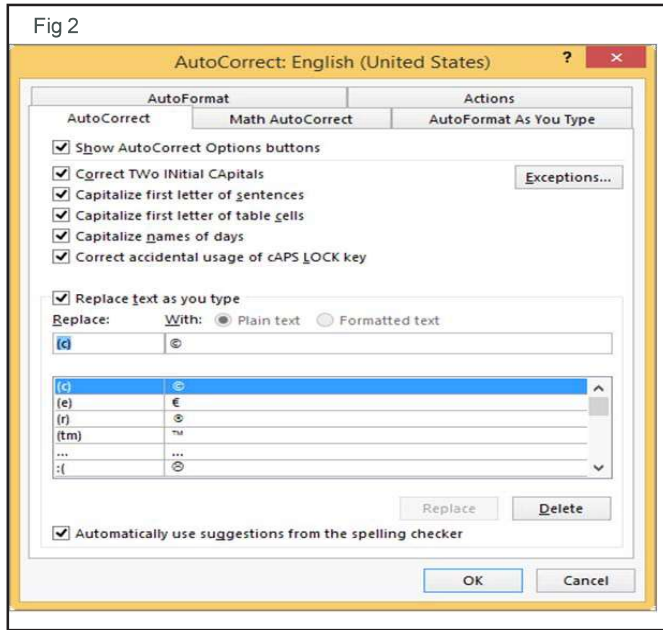 Fig 2
AutoCorrect: English (United States) ? ×
AutoFormat Actions
AutoCorrect Math AutoCorrect AutoFormat As You Type
Show AutoCorrect Options buttons
Correct TWo INitial CApitals Exceptions...
Capitalize first letter of sentences
Capitalize first letter of table cells
Capitalize names of days
Correct accidental usage of cAPS LOCK key
Replace text as you type
Replace: With: Plain text Formatted text
(c) ©
(c) ©
(e) €
(r) ®
(tm) ™
... ...
:( ☹
Replace Delete
Automatically use suggestions from the spelling checker
OK Cancel